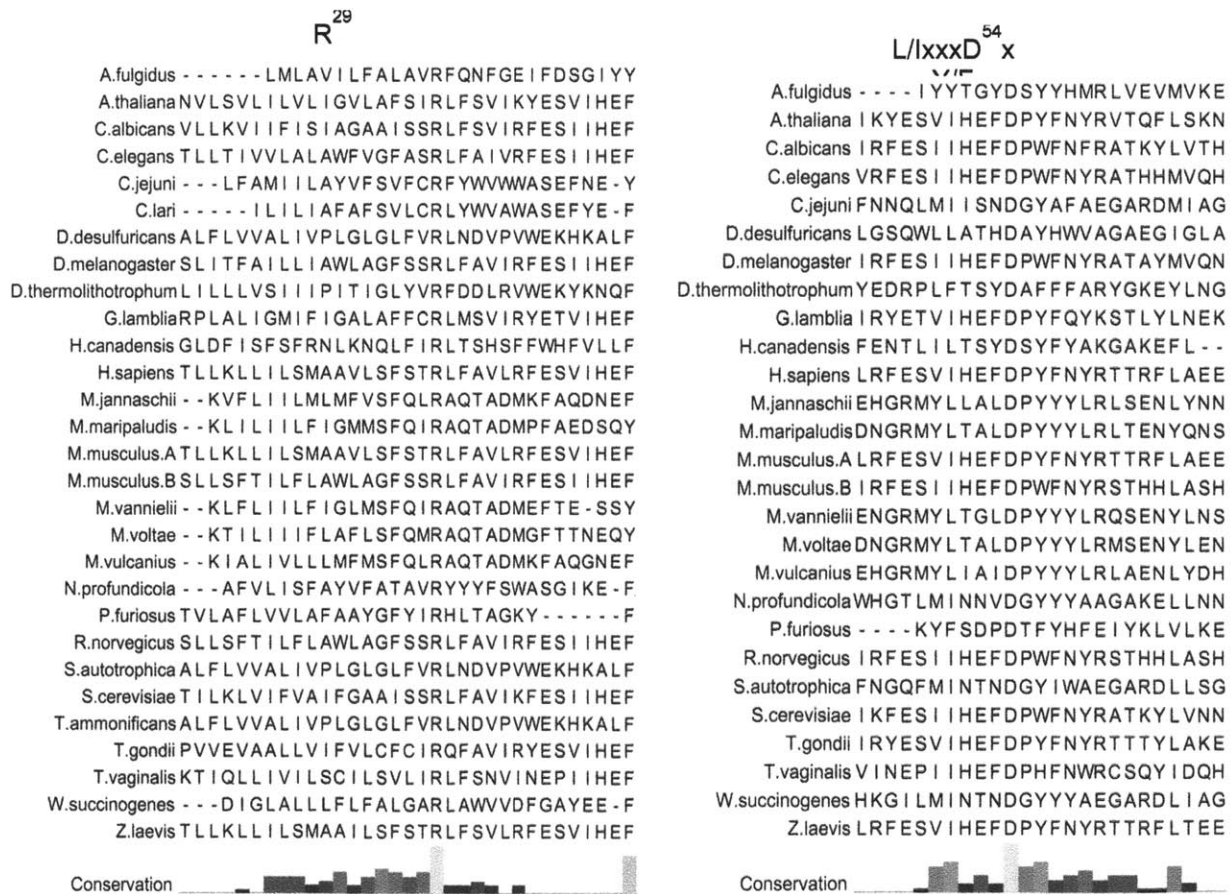 R²⁹
A.fulgidus - - - - - - LMLAVILFALAVRFQNFGEIFDSGIYY
A.thaliana NVLSVLILVLIGVLAFSIRLFSVIKYESVIHEF
C.albicans VLLKVIIFISIAGAAISSRLFSVIRFESIIHEF
C.elegans TLLTIVVLALAWFVGFASRLFAIVRFESIIHEF
C.jejuni - - - LFAMIILAYVFSVFCRFYWVWWASEFNE-Y
C.lari - - - - - ILILIAFAFSVLCRLYWVAWASEFYE-F
D.desulfuricans ALFLVVALIVPLGLGLFVRLNDVPVWEKHKALF
D.melanogaster SLITFAILLIAWLAGFSSRLFAVIRFESIIHEF
D.thermolithotrophum LILLLVSIIIPITIGLYVRFDDLRVWEKYKNQF
G.lamblia RPLALIGMIFIGALAFFCRLMSVIRYETVIHEF
H.canadensis GLDFISFSFRNLKNQLFIRLTSHSFFWHFVLLF
H.sapiens TLLKLLILSMAAVLSFSTRLFAVLRFESVIHEF
M.jannaschii - - KVFLIILMLMFVSFQLRAQTADMKFAQDNEF
M.maripaludis - - KLILIILFIGMMSFQIRAQTADMPFAEDSQY
M.musculus.A TLLKLLILSMAAVLSFSTRLFAVLRFESVIHEF
M.musculus.B SLLSFTILFLAWLAGFSSRLFAVIRFESIIHEF
M.vannielii - - KLFLIILFIGLMSFQIRAQTADMEFTE-SSY
M.voltae - - KTILIIIFLAFLSFQMRAQTADMGFTTNEQY
M.vulcanius - - KIALIVLLLMFMSFQLRAQTADMKFAQGNEF
N.profundicola - - - AFVLISFAYVFATAVRYYYFSWASGIKE-F
P.furiosus TVLAFLVVLAFAAYGFYIRHLTAGKY- - - - - - F
R.norvegicus SLLSFTILFLAWLAGFSSRLFAVIRFESIIHEF
S.autotrophica ALFLVVALIVPLGLGLFVRLNDVPVWEKHKALF
S.cerevisiae TILKLVIFVAIFGAAISSRLFAVIKFESIIHEF
T.ammonificans ALFLVVALIVPLGLGLFVRLNDVPVWEKHKALF
T.gondii PVVEVAALLVIFVLCFCIRQFAVIRYESVIHEF
T.vaginalis KTIQLLIVILSCILSVLIRLFSNVINEPIIHEF
W.succinogenes - - - DIGLALLLFLFALGARLAWVVDFGAYEE-F
Z.laevis TLLKLLILSMAAILSFSTRLFSVLRFESVIHEF
Conservation
L/IxxxD⁵⁴x
Y/F
A.fulgidus - - - - IYYTGYDSYYHMRLVEVMVKE
A.thaliana IKYESVIHEFDPYFNYRVTQFLSKN
C.albicans IRFESIIHEFDPWFNFRATKYLVTH
C.elegans VRFESIIHEFDPWFNYRATHHMVQH
C.jejuni FNNQLMIISNDGYAFAEGARDMIAG
D.desulfuricans LGSQWLLATHDAYHWVAGAEGIGLA
D.melanogaster IRFESIIHEFDPWFNYRATAYMVQN
D.thermolithotrophum YEDRPLFTSYDAFFFARYGKEYLNG
G.lamblia IRYETVIHEFDPYFQYKSTLYLNEK
H.canadensis FENTLILTSYDSYFYAKGAKEFL- -
H.sapiens LRFESVIHEFDPYFNYRTTRFLAEE
M.jannaschii EHGRMYLLALDPYYYLRLSENLYNN
M.maripaludis DNGRMYLTALDPYYYLRLTENYQNS
M.musculus.A LRFESVIHEFDPYFNYRTTRFLAEE
M.musculus.B IRFESIIHEFDPWFNYRSTHHLASH
M.vannielii ENGRMYLTGLDPYYYLRQSENYLNS
M.voltae DNGRMYLTALDPYYYLRMSENYLEN
M.vulcanius EHGRMYLIAIDPYYYLRLAENLYDH
N.profundicola WHGTLMINNVDGYYYAAGAKELLNN
P.furiosus - - - - KYFSDPDTFYHFEIYKLVLKE
R.norvegicus IRFESIIHEFDPWFNYRSTHHLASH
S.autotrophica FNGQFMINTNDGYIWAEGARDLLSG
S.cerevisiae IKFESIIHEFDPWFNYRATKYLVNN
T.gondii IRYESVIHEFDPYFNYRTTTYLAKE
T.vaginalis VINEPIIHEFDPHFNWRCSQYIDQH
W.succinogenes HKGILMINTNDGYYYAEGARDLIAG
Z.laevis LRFESVIHEFDPYFNYRTTRFLTEE
Conservation